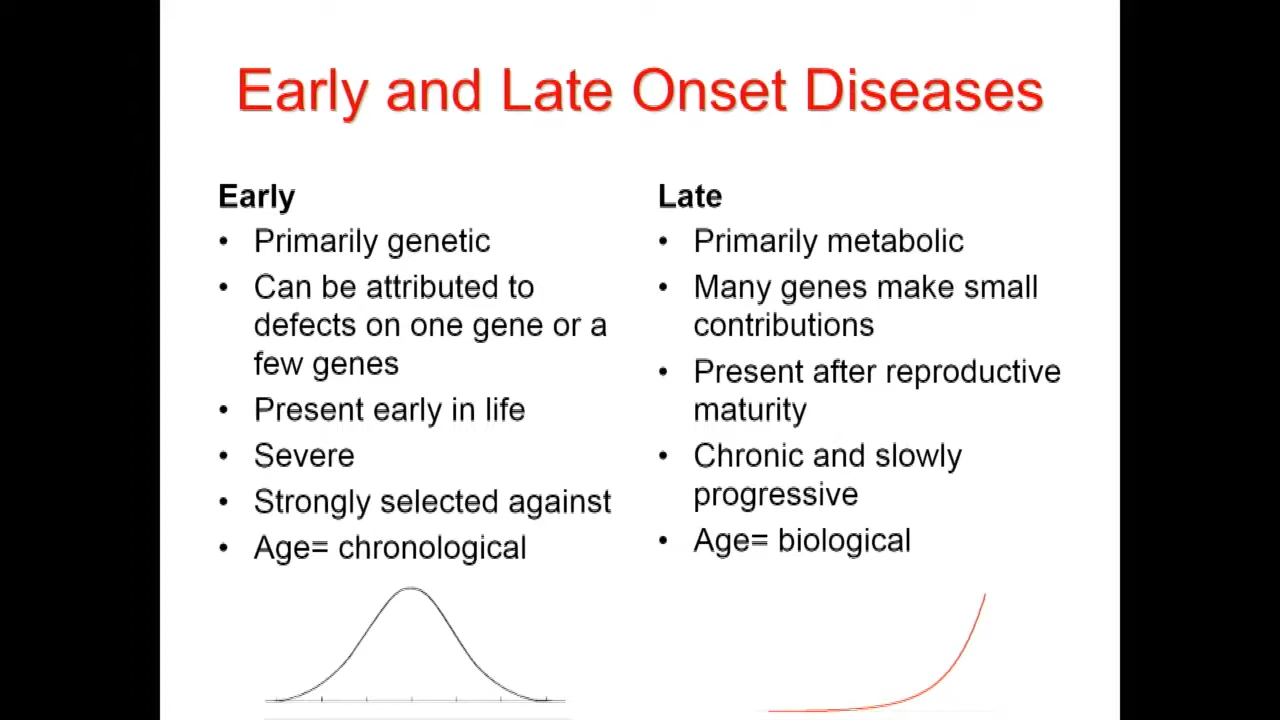 Early and Late Onset Diseases
Early
• Primarily genetic
• Can be attributed to
defects on one gene or a
few genes
• Present early in life
• Severe
• Strongly selected against
• Age= chronological
Late
• Primarily metabolic
• Many genes make small
contributions
• Present after reproductive
maturity
• Chronic and slowly
progressive
• Age= biological